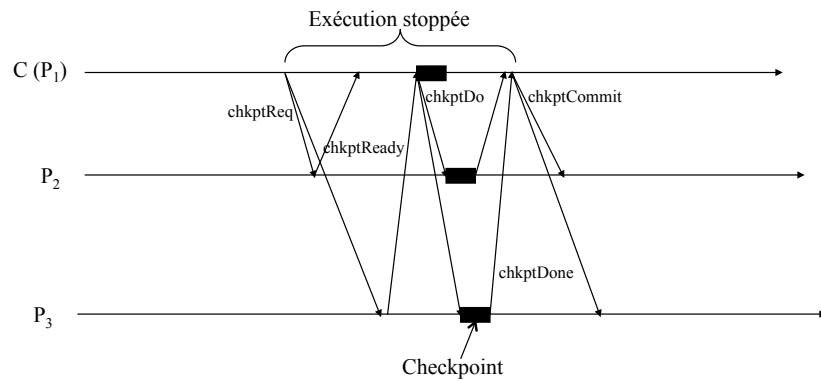 Exécution stoppée
C (P1)
chkptReq
chkptDo
chkptCommit
chkptReady
P2
chkptDone
P3
Checkpoint